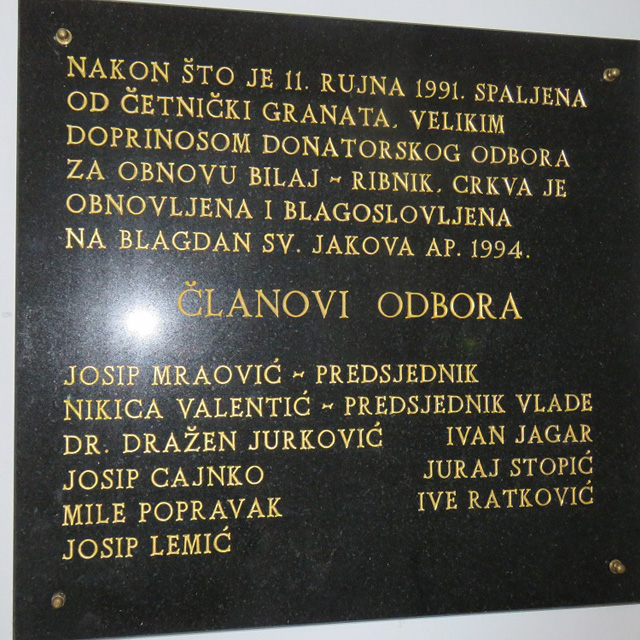 NAKON ŠTO JE 11. RUJNA 1991. SPALJENA
OD ČETNIČKI GRANATA, VELIKIM
DOPRINOSOM DONATORSKOG ODBORA
ZA OBNOVU BILAJ - RIBNIK, CRKVA JE
OBNOVLJENA I BLAGOSLOVLJENA
NA BLAGDAN SV. JAKOVA AP. 1994.
ČLANOVI ODBORA
JOSIP MRAOVIĆ - PREDSJEDNIK
NIKICA VALENTIĆ - PREDSJEDNIK VLADE
DR. DRAŽEN JURKOVIĆ IVAN JAGAR
JOSIP CAJNKO JURAJ STOPIĆ
MILE POPRAVAK IVE RATKOVIĆ
JOSIP LEMIĆ